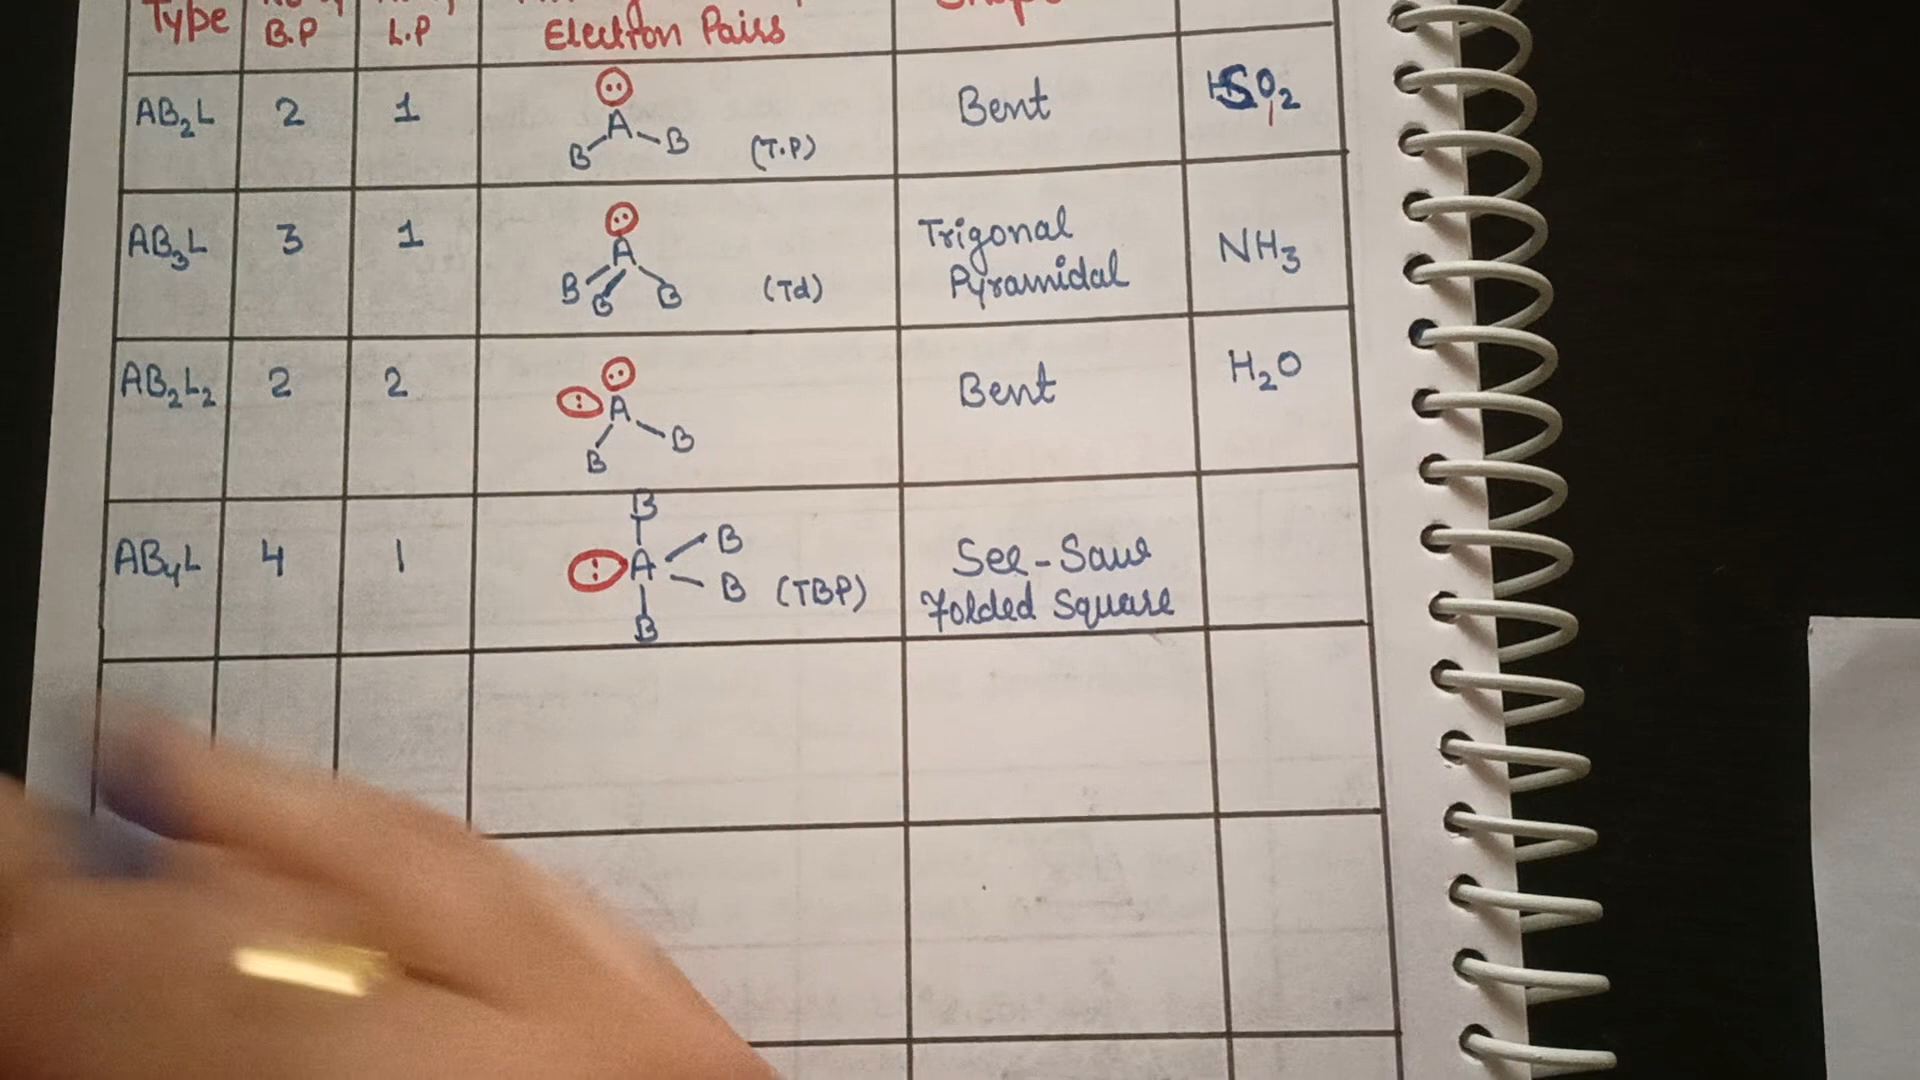 Type B.P L.P Electron Pairs
AB₂L 2 1 A B B (T.P) Bent SO₂
AB₃L 3 1 A B B B (Td) Trigonal Pyramidal NH₃
AB₂L₂ 2 2 A B B Bent H₂O
AB₄L 4 1 B A B B B (TBP) See-Saw Folded Square